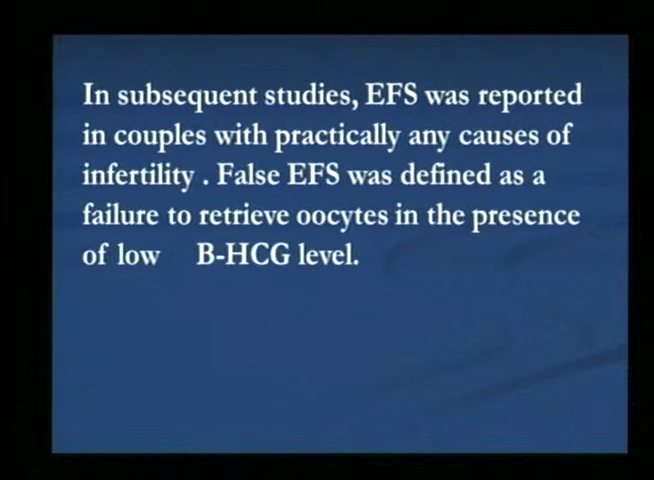 In subsequent studies, EFS was reported
in couples with practically any causes of
infertility . False EFS was defined as a
failure to retrieve oocytes in the presence
of low B-HCG level.